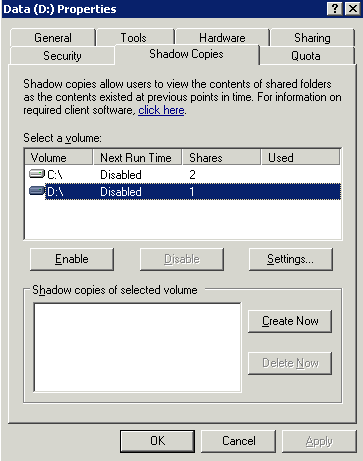 Data (D:) Properties
General Tools Hardware Sharing
Security Shadow Copies Quota
Shadow copies allow users to view the contents of shared folders
as the contents existed at previous points in time. For information on
required client software, click here.
Select a volume:
Volume Next Run Time Shares Used
C:\ Disabled 2
D:\ Disabled 1
Enable Disable Settings...
Shadow copies of selected volume
Create Now
Delete Now
OK Cancel Apply